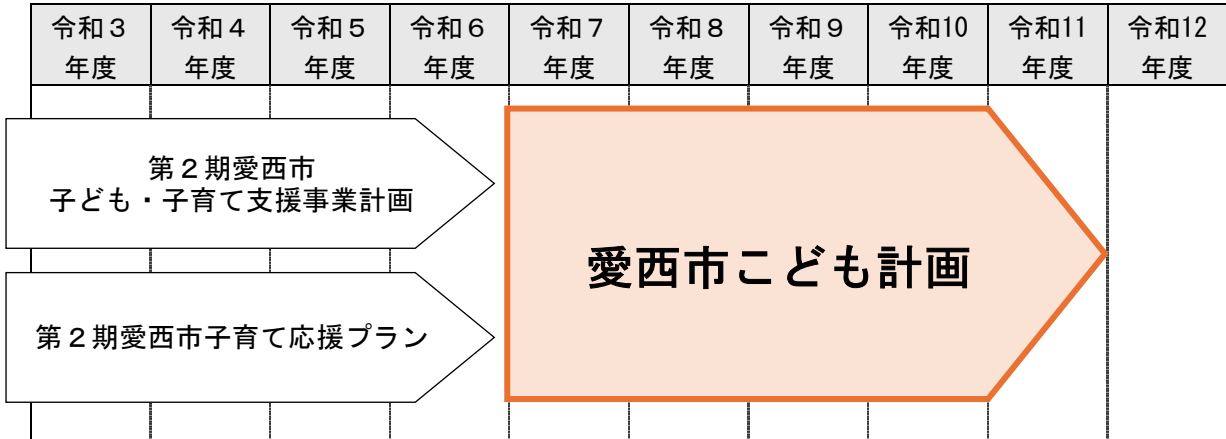 令和３ 令和４ 令和５ 令和６ 令和７ 令和８ 令和９ 令和10 令和11 令和12
年度 年度 年度 年度 年度 年度 年度 年度 年度 年度
第２期愛西市
子ども・子育て支援事業計画
愛西市こども計画
第２期愛西市子育て応援プラン